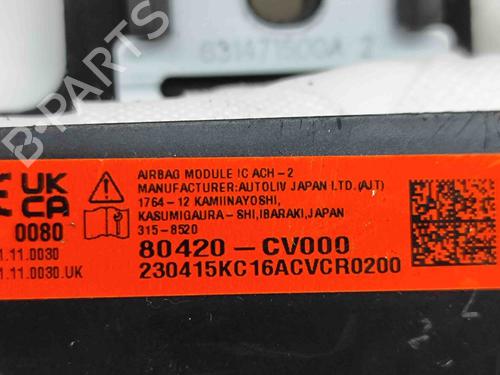 631471500A 2
UK
CA
0080
1.11.0030
1.11.0030.UK
AIRBAG MODULE IC ACH-2
MANUFACTURER:AUTOLIV JAPAN LTD.(AJT)
1764-12 KAMIINAYOSHI,
KASUMIGAURA-SHI,IBARAKI,JAPAN
315-8520
80420-CV000
230415KC16ACVCR0200
B-PARTS